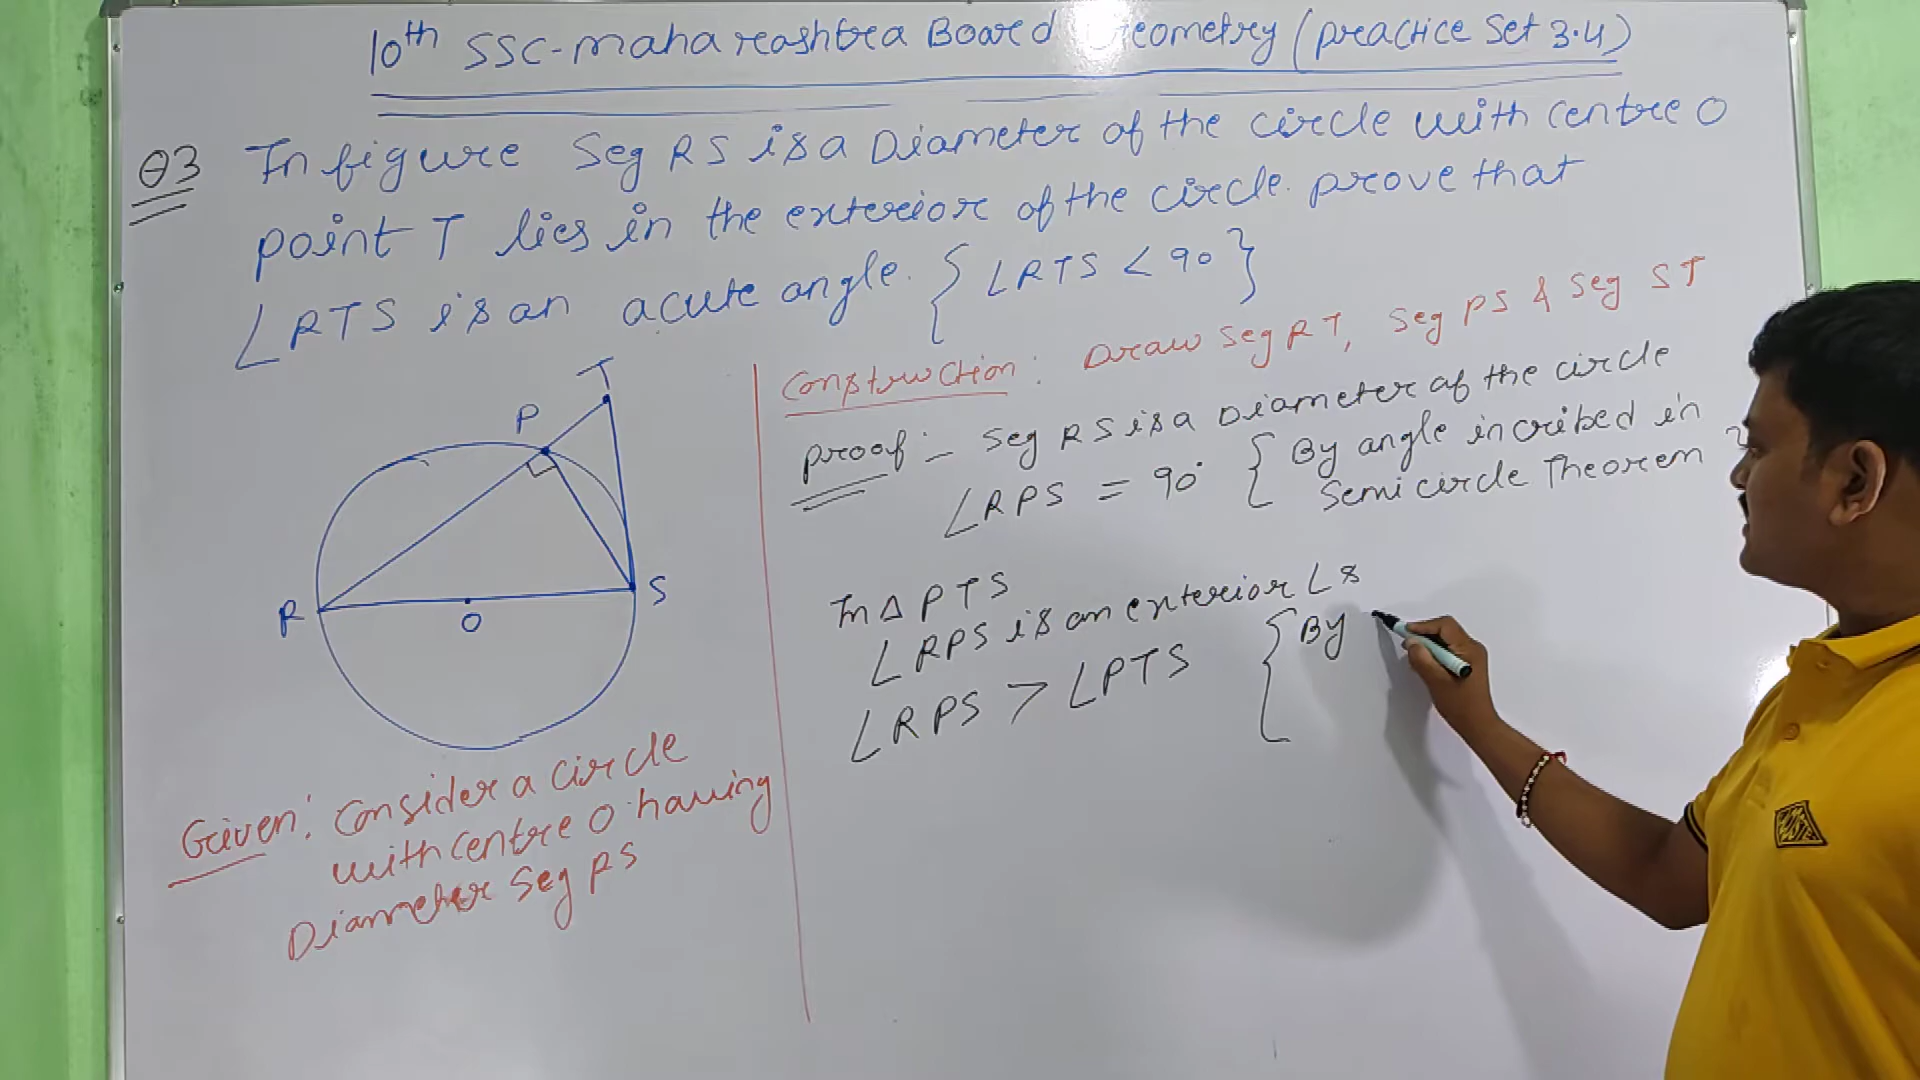 10th SSC-maharashtra Board Geometry (practice Set 3.4)
Q3 In figure Seg RS is a Diameter of the circle with centre O
point T lies in the exterior of the circle. prove that
∠RTS is an acute angle. { ∠RTS < 90 }
T
P
R
O
S
Given: Consider a circle
with centre O having
Diameter Seg RS
Construction: Draw Seg RT, Seg PS & Seg ST
proof:- Seg RS is a Diameter of the circle
∠RPS = 90° { By angle incribed in
Semicircle Theorem }
In △ PTS
∠RPS is an exterior ∠s
∠RPS > ∠PTS { By